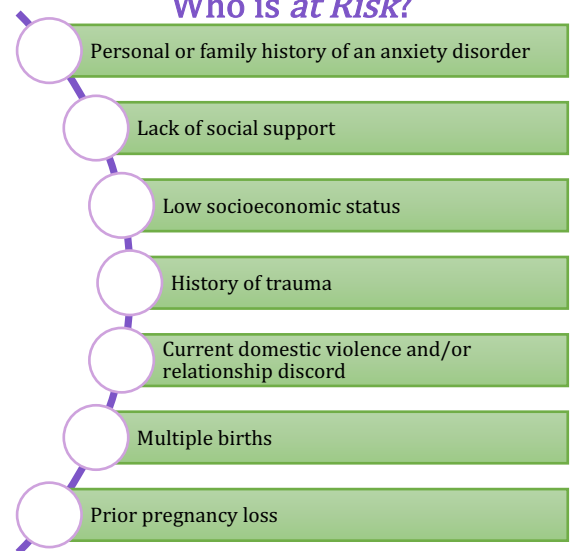 Who is at Risk?
Personal or family history of an anxiety disorder
Lack of social support
Low socioeconomic status
History of trauma
Current domestic violence and/or
relationship discord
Multiple births
Prior pregnancy loss